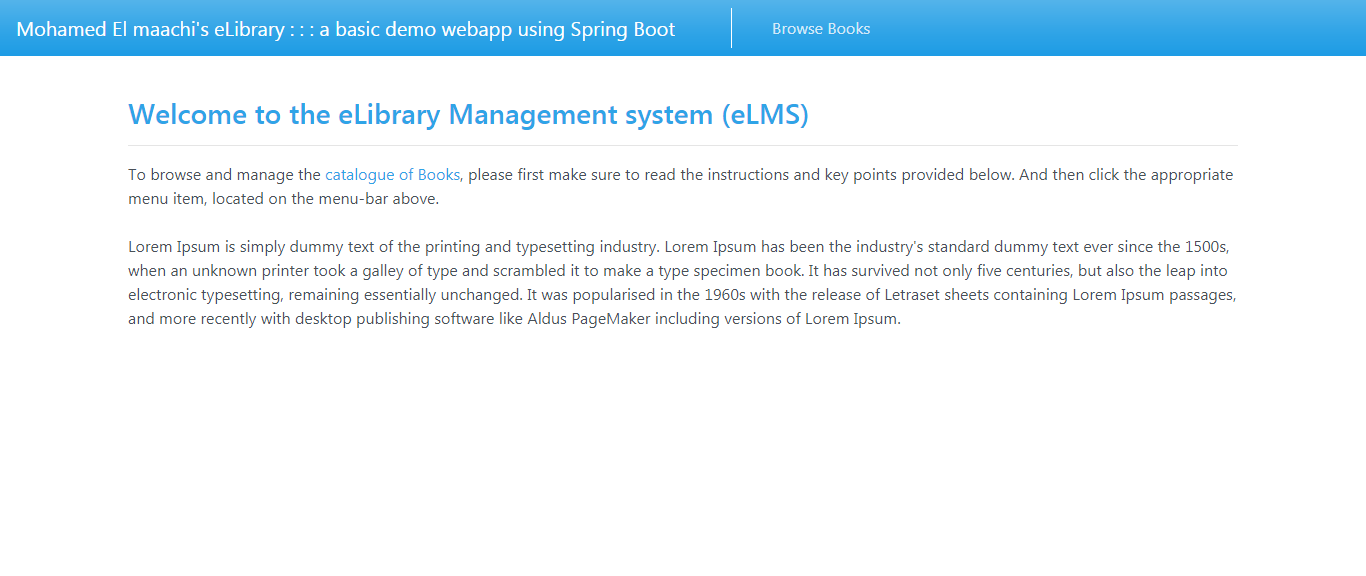 Mohamed El maachi's eLibrary : : : a basic demo webapp using Spring Boot
Browse Books
Welcome to the eLibrary Management system (eLMS)
To browse and manage the catalogue of Books, please first make sure to read the instructions and key points provided below. And then click the appropriate
menu item, located on the menu-bar above.
Lorem Ipsum is simply dummy text of the printing and typesetting industry. Lorem Ipsum has been the industry's standard dummy text ever since the 1500s,
when an unknown printer took a galley of type and scrambled it to make a type specimen book. It has survived not only five centuries, but also the leap into
electronic typesetting, remaining essentially unchanged. It was popularised in the 1960s with the release of Letraset sheets containing Lorem Ipsum passages,
and more recently with desktop publishing software like Aldus PageMaker including versions of Lorem Ipsum.